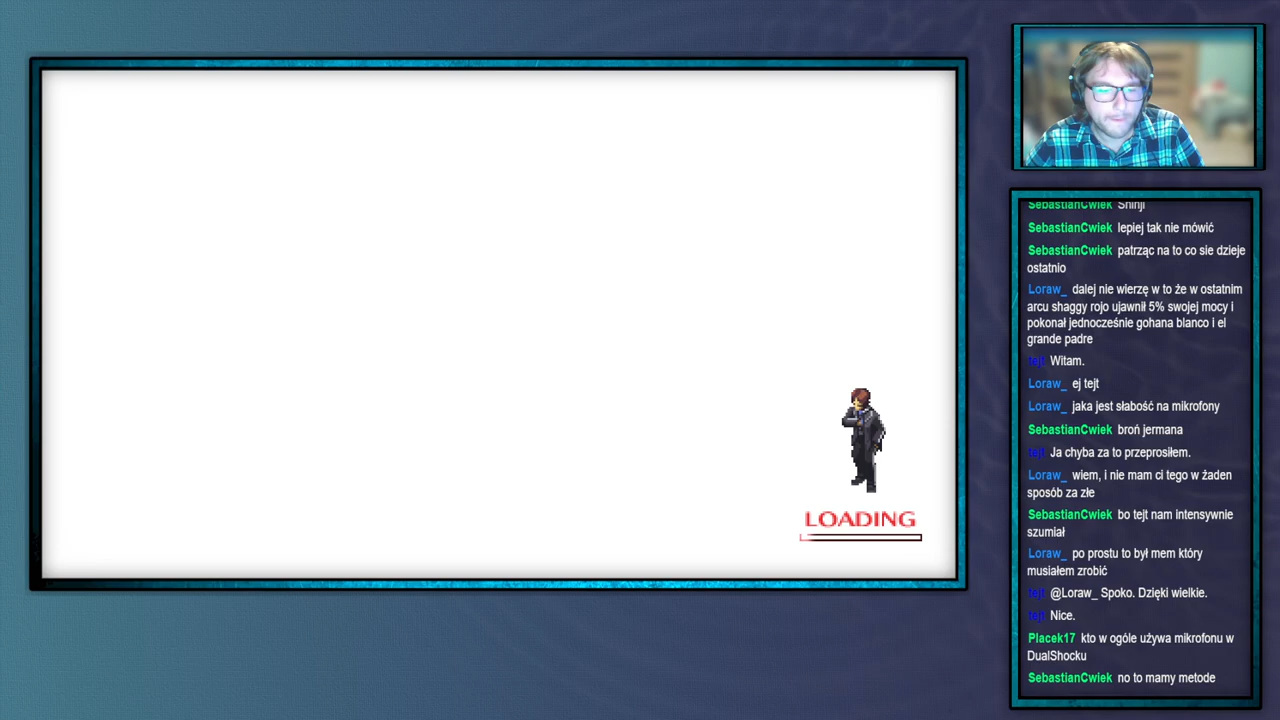 SebastianCwiek Shinji
SebastianCwiek lepiej tak nie mówić
SebastianCwiek patrząc na to co sie dzieje
ostatnio
Loraw_ dalej nie wierzę w to że w ostatnim
arcu shaggy rojo ujawnił 5% swojej mocy i
pokonał jednocześnie gohana blanco i el
grande padre
tejt Witam.
Loraw_ ej tejt
Loraw_ jaka jest słabość na mikrofony
SebastianCwiek broń jermana
tejt Ja chyba za to przeprosiłem.
Loraw_ wiem, i nie mam ci tego w żaden
sposób za złe
SebastianCwiek bo tejt nam intensywnie
szumiał
Loraw_ po prostu to był mem który
musiałem zrobić
tejt @Loraw_ Spoko. Dzięki wielkie.
tejt Nice.
Placek17 kto w ogóle używa mikrofonu w
DualShocku
SebastianCwiek no to mamy metode
LOADING